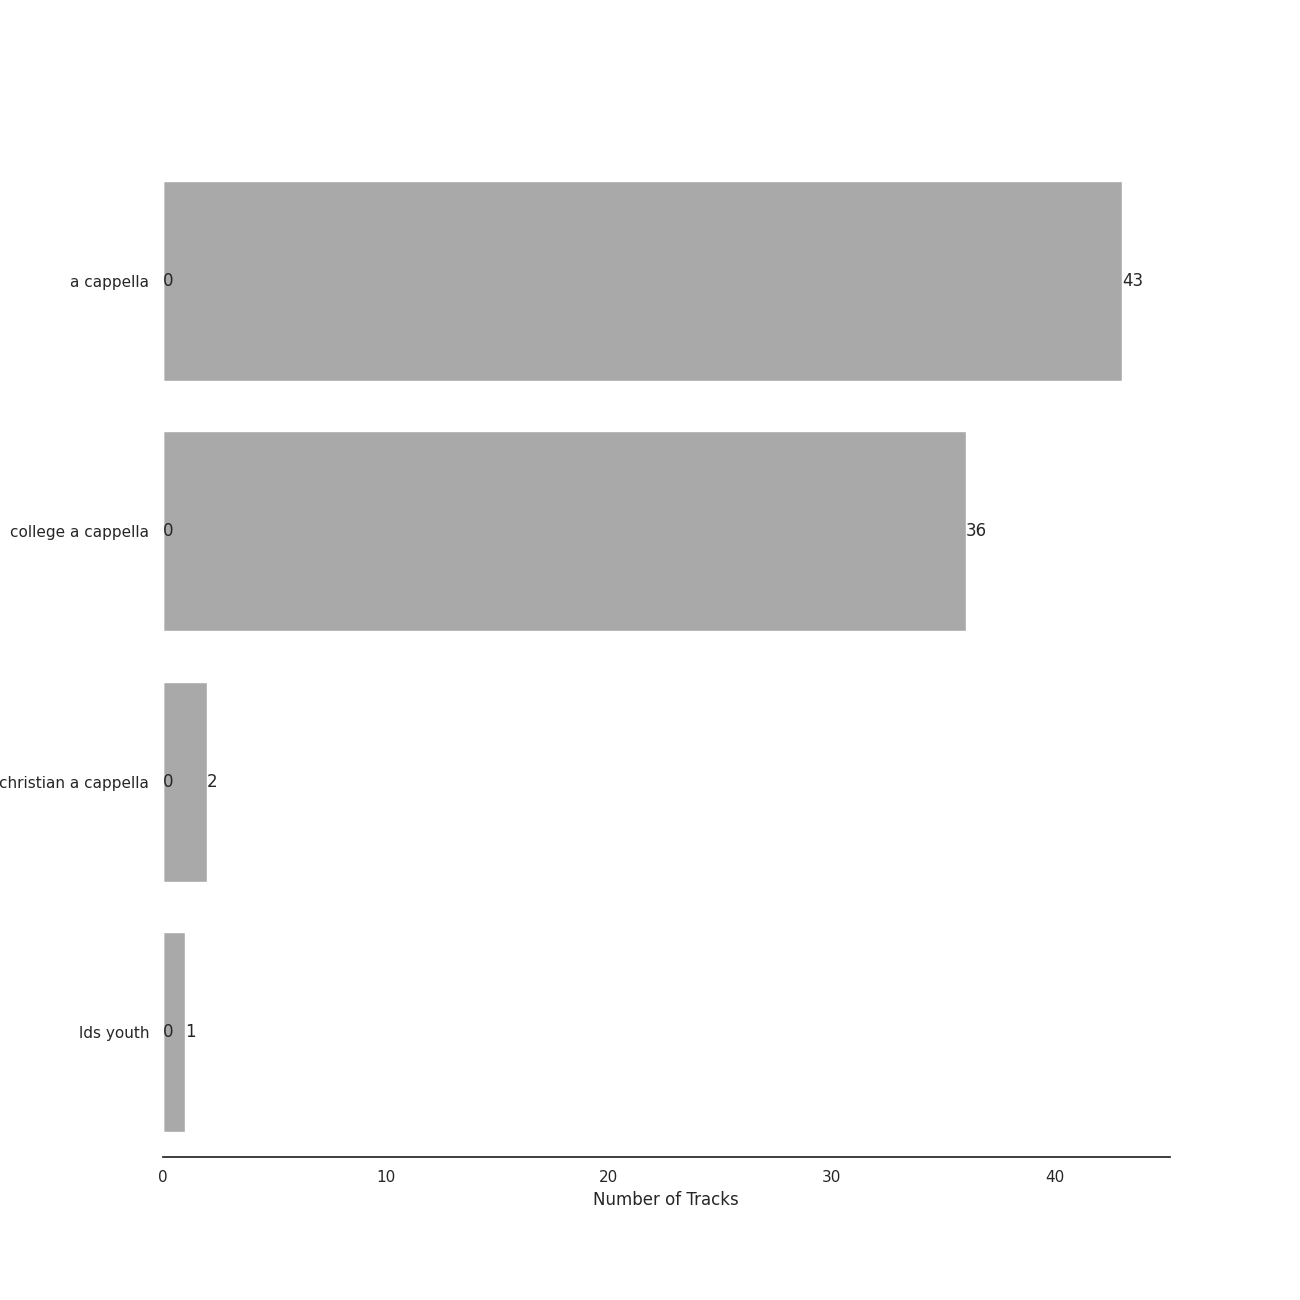 a cappella 0 43
college a cappella 0 36
christian a cappella 0 2
lds youth 0 1
0 10 20 30 40
Number of Tracks